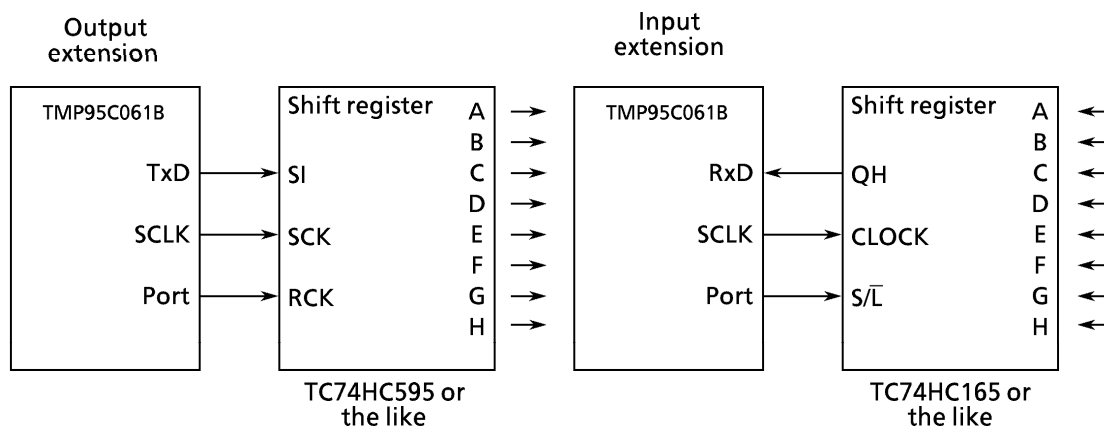 Output
extension
TMP95C061B
TxD
SCLK
Port
Shift register
SI
SCK
RCK
A
B
C
D
E
F
G
H
TC74HC595 or
the like
Input
extension
TMP95C061B
RxD
SCLK
Port
Shift register
QH
CLOCK
S/L̅
A
B
C
D
E
F
G
H
TC74HC165 or
the like